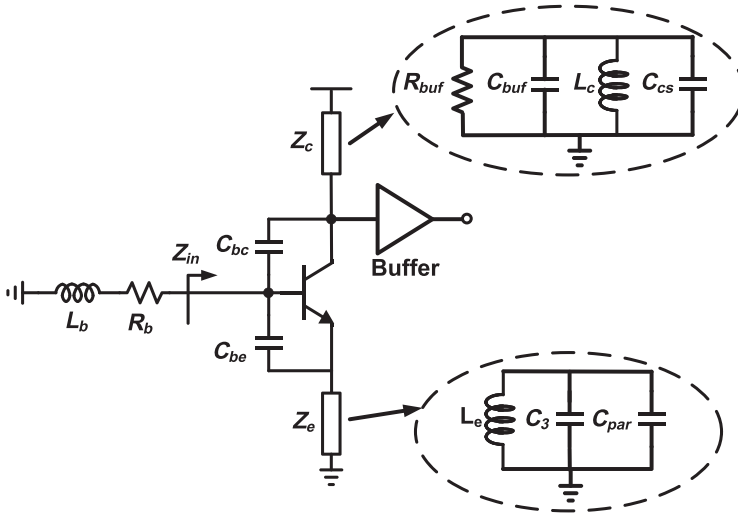 R_buf C_buf L_c C_cs
Z_c
C_bc
Z_in
Buffer
L_b R_b
C_be
Z_e
L_e C_3 C_par